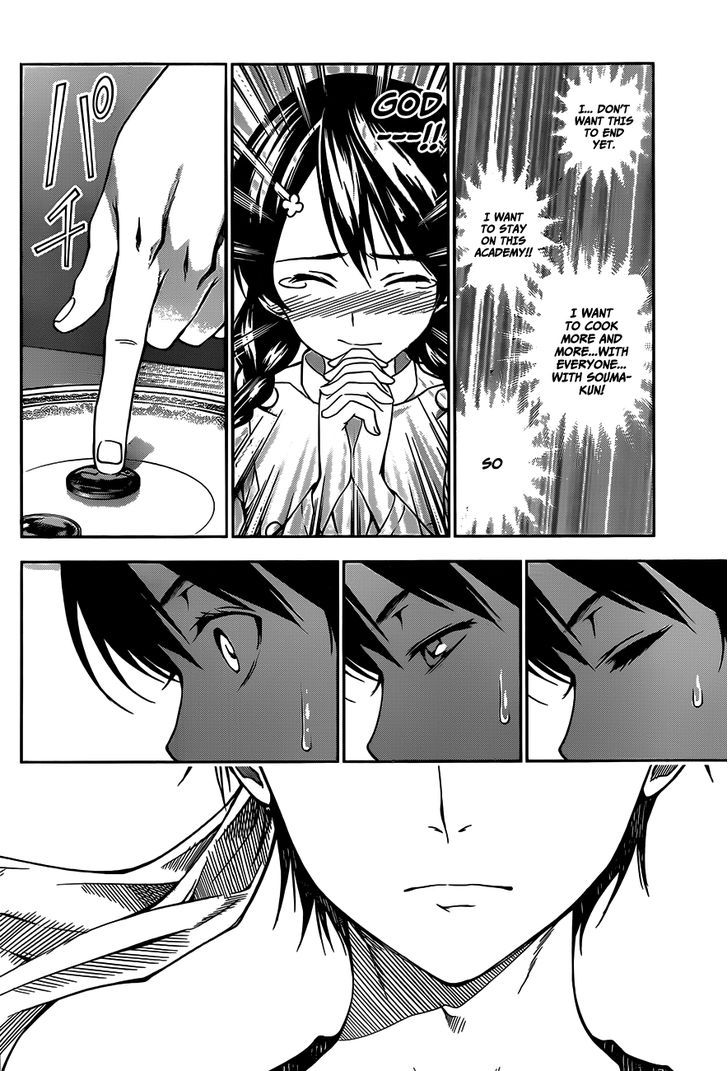 I... DON'T
WANT THIS
TO END
YET.
I WANT
TO STAY
ON THIS
ACADEMY!!
I WANT
TO COOK
MORE AND
MORE...WITH
EVERYONE...
WITH SOUMA-
KUN!
SO
GOD
---!!
パチ